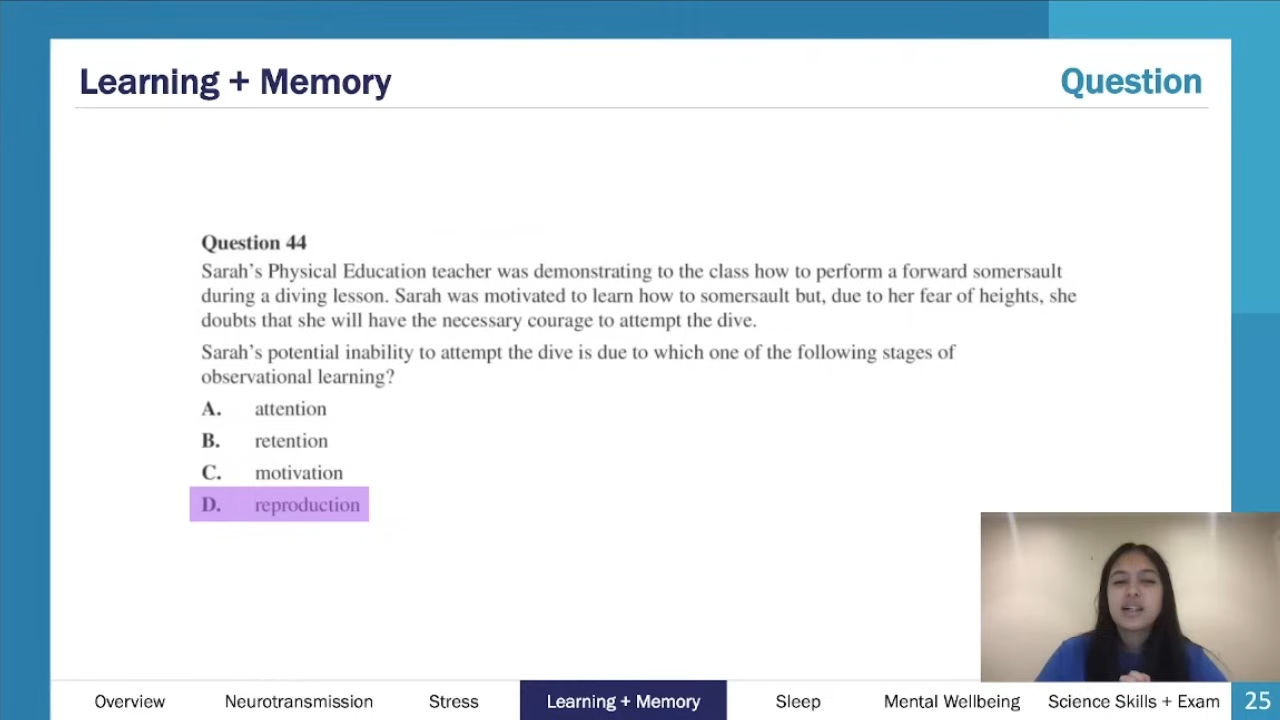 Learning + Memory
Question
Question 44
Sarah’s Physical Education teacher was demonstrating to the class how to perform a forward somersault
during a diving lesson. Sarah was motivated to learn how to somersault but, due to her fear of heights, she
doubts that she will have the necessary courage to attempt the dive.
Sarah’s potential inability to attempt the dive is due to which one of the following stages of
observational learning?
A. attention
B. retention
C. motivation
D. reproduction
Overview Neurotransmission Stress Learning + Memory Sleep Mental Wellbeing Science Skills + Exam 25